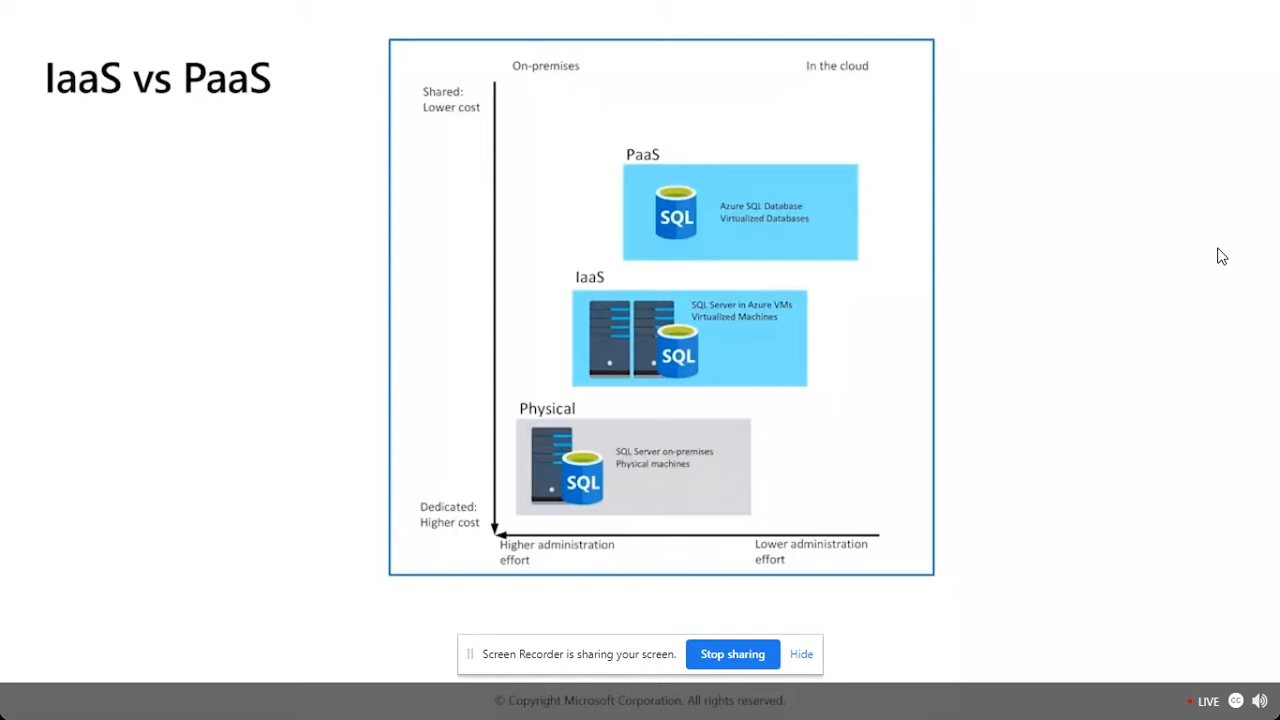 IaaS vs PaaS
On-premises
In the cloud
Shared:
Lower cost
PaaS
SQL
Azure SQL Database
Virtualized Databases
IaaS
SQL
SQL Server in Azure VMs
Virtualized Machines
Physical
SQL
SQL Server on-premises
Physical machines
Dedicated:
Higher cost
Higher administration
effort
Lower administration
effort
Screen Recorder is sharing your screen.
Stop sharing
Hide
© Copyright Microsoft Corporation. All rights reserved.
LIVE
CC